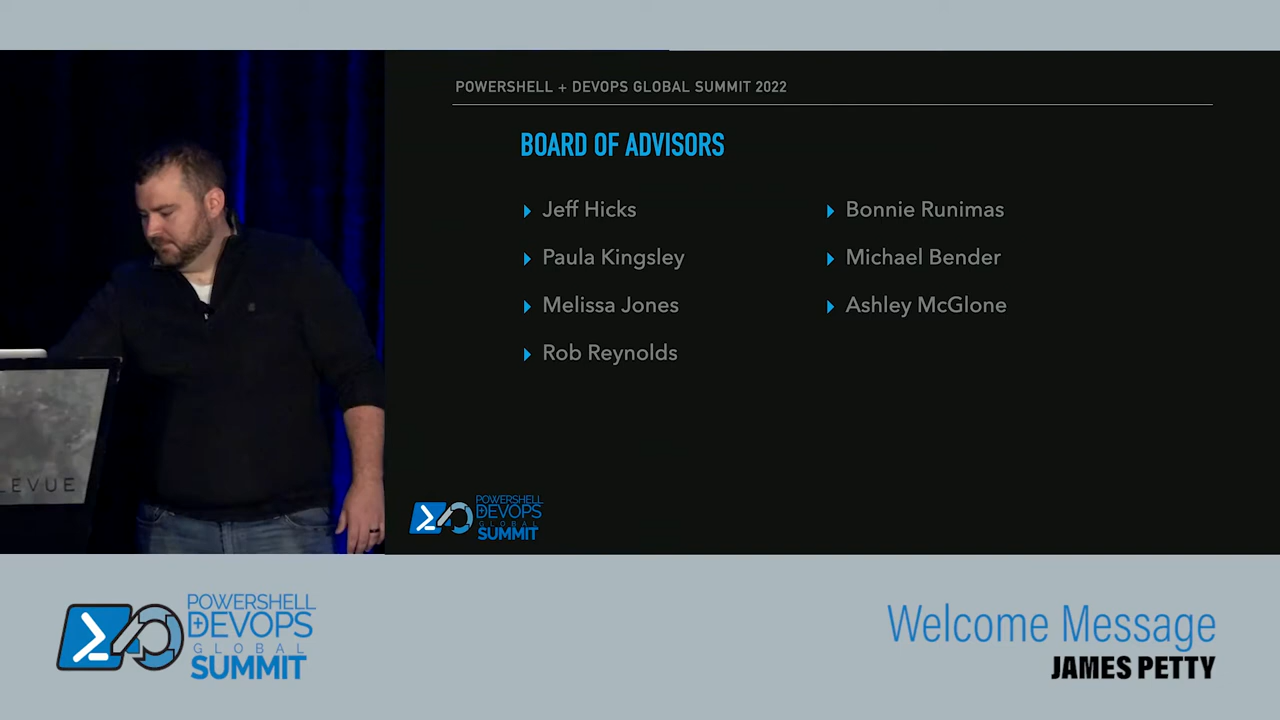 POWERSHELL + DEVOPS GLOBAL SUMMIT 2022
BOARD OF ADVISORS
Jeff Hicks
Paula Kingsley
Melissa Jones
Rob Reynolds
Bonnie Runimas
Michael Bender
Ashley McGlone
LEVUE
POWERSHELL
DEVOPS
GLOBAL
SUMMIT
POWERSHELL
DEVOPS
GLOBAL
SUMMIT
Welcome Message
JAMES PETTY